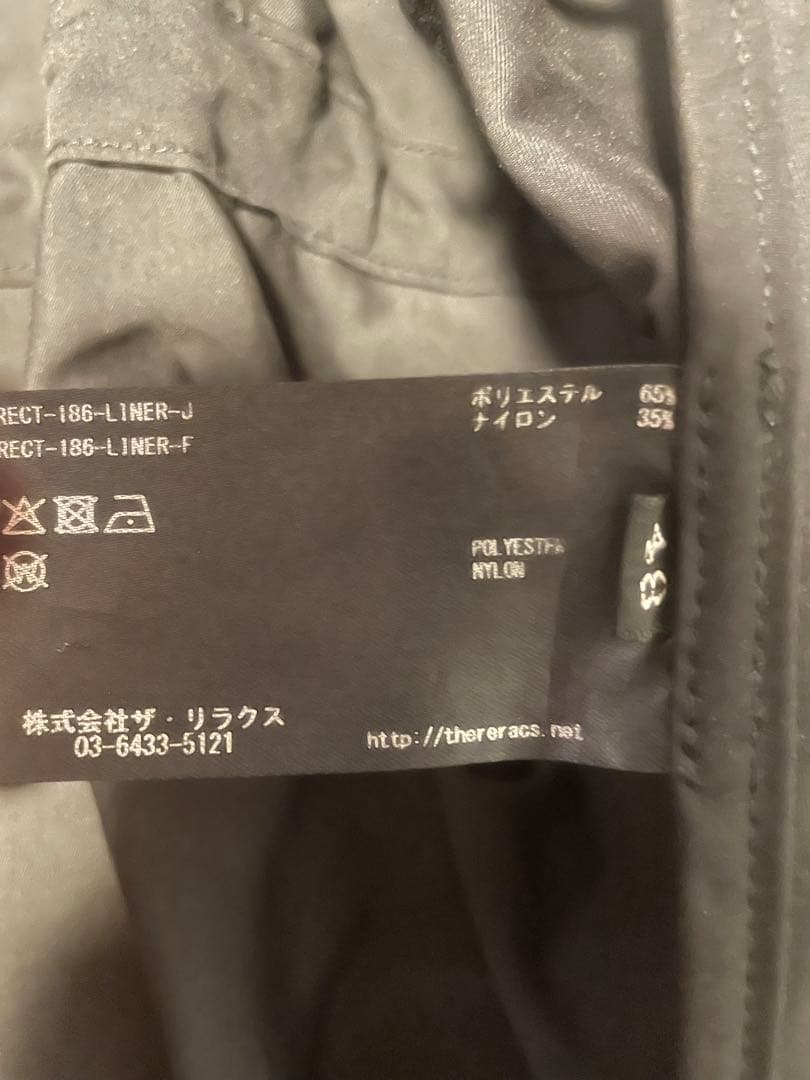 RECT-186-LINER-J
RECT-186-LINER-F
ポリエステル 65%
ナイロン 35%
POLYESTER
NYLON
株式会社ザ・リラクス
03-6433-5121
http://thereracs.net